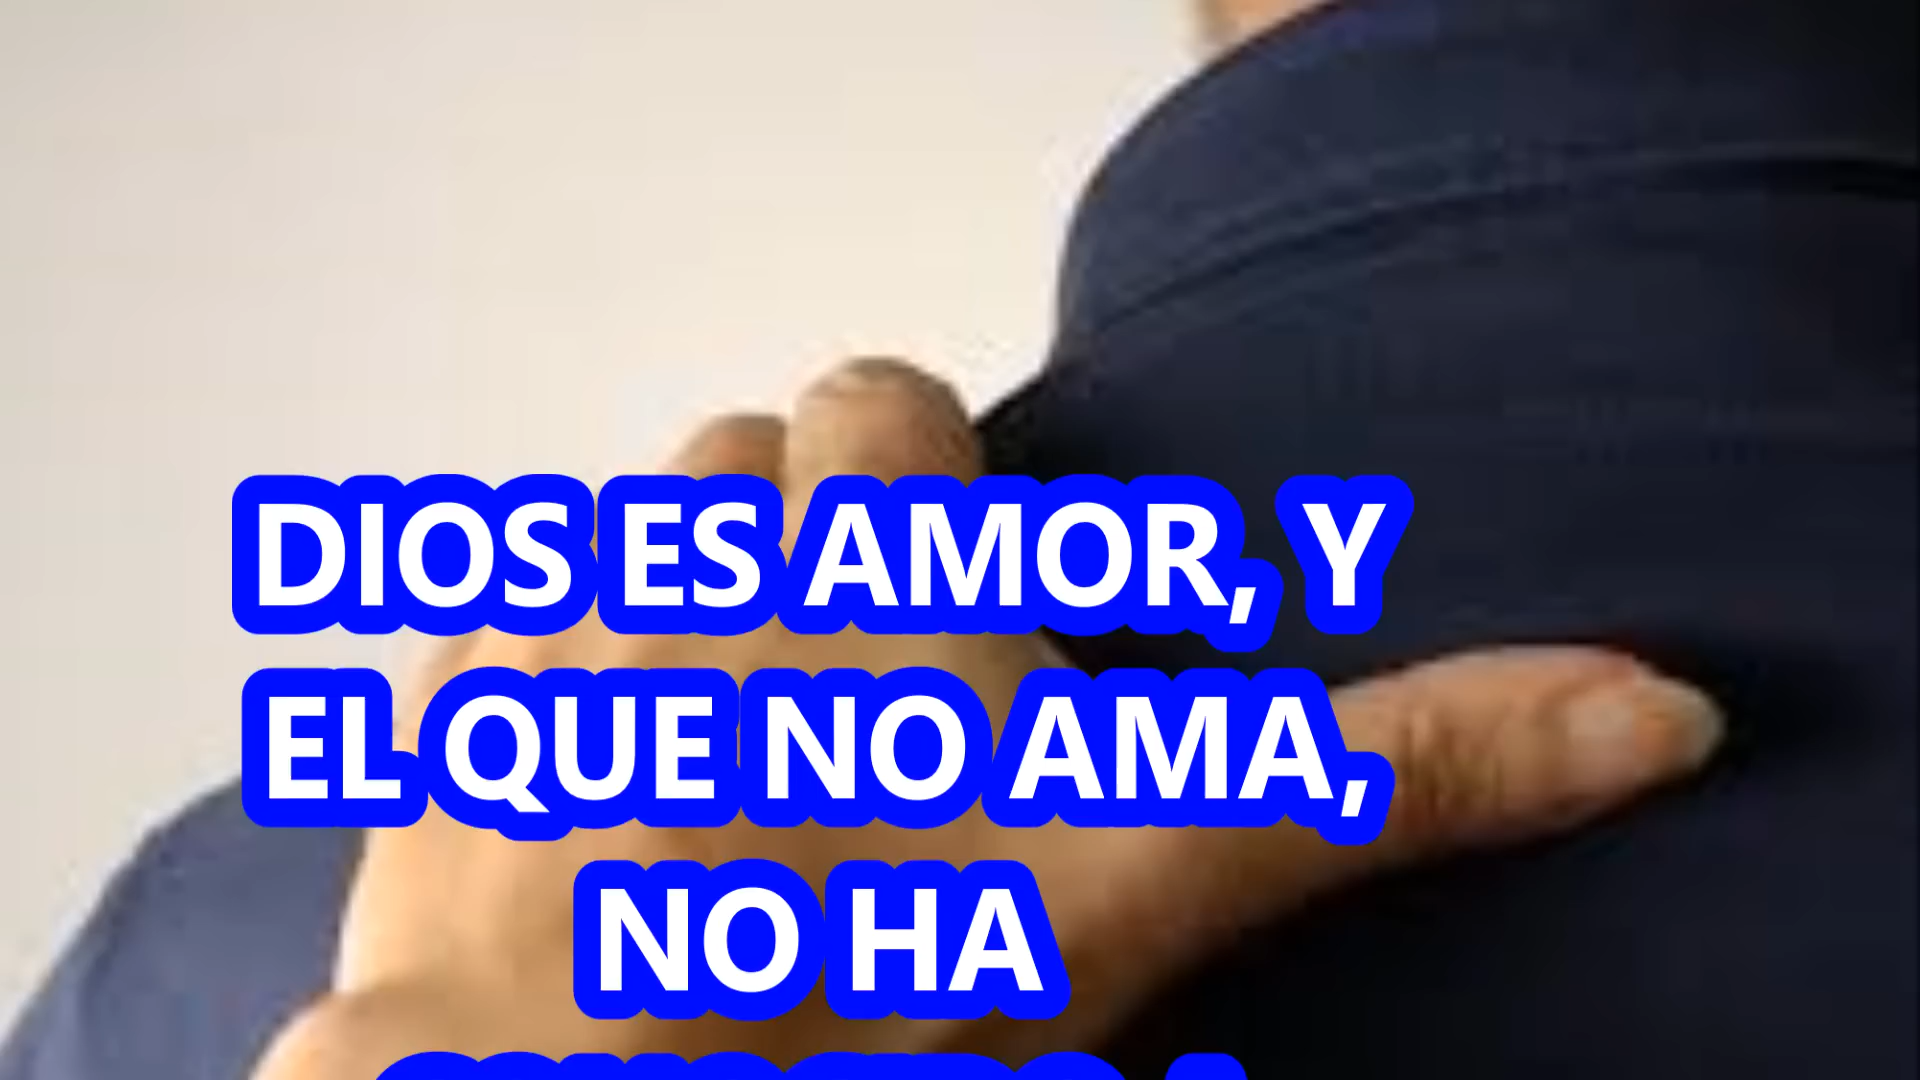 DIOS ES AMOR, Y
EL QUE NO AMA,
NO HA